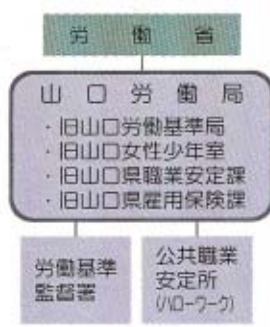 労働省
山口労働局
・旧山口労働基準局
・旧山口女性少年室
・旧山口県職業安定課
・旧山口県雇用保険課
労働基準
監督署
公共職業
安定所
(ハローワーク)